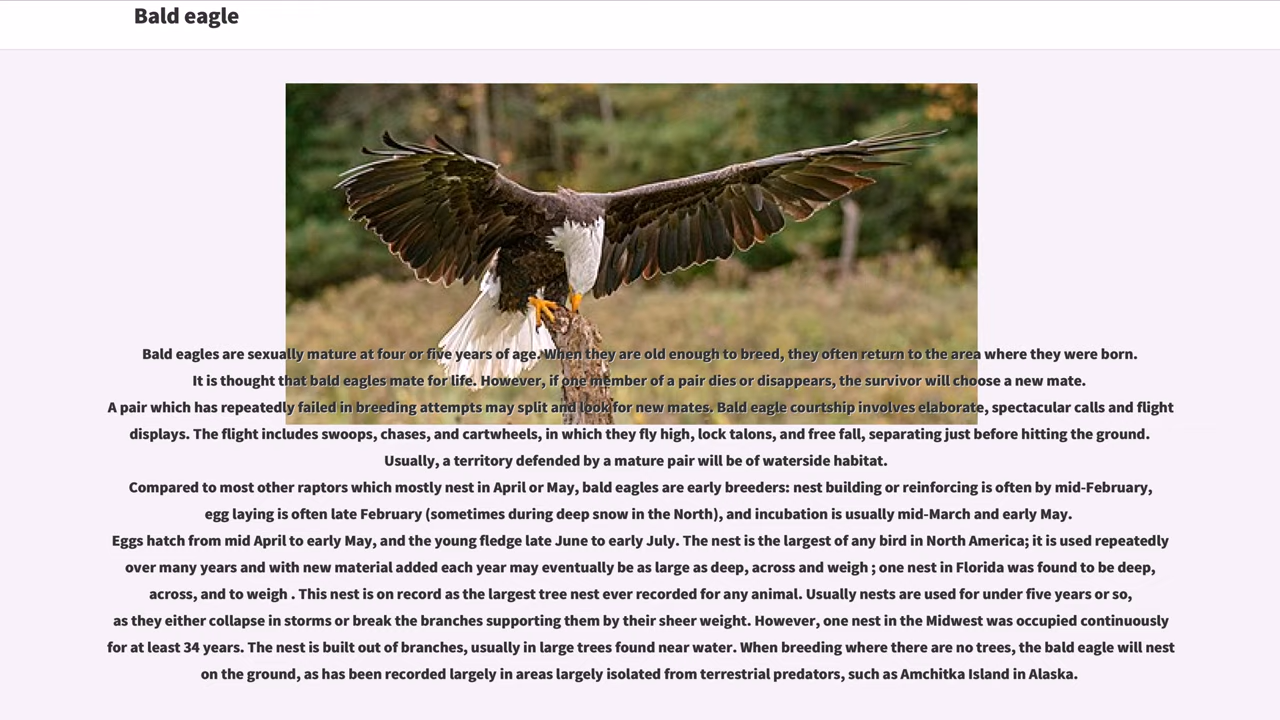 Bald eagle
Bald eagles are sexually mature at four or five years of age. When they are old enough to breed, they often return to the area where they were born.
It is thought that bald eagles mate for life. However, if one member of a pair dies or disappears, the survivor will choose a new mate.
A pair which has repeatedly failed in breeding attempts may split and look for new mates. Bald eagle courtship involves elaborate, spectacular calls and flight
displays. The flight includes swoops, chases, and cartwheels, in which they fly high, lock talons, and free fall, separating just before hitting the ground.
Usually, a territory defended by a mature pair will be of waterside habitat.
Compared to most other raptors which mostly nest in April or May, bald eagles are early breeders: nest building or reinforcing is often by mid-February,
egg laying is often late February (sometimes during deep snow in the North), and incubation is usually mid-March and early May.
Eggs hatch from mid April to early May, and the young fledge late June to early July. The nest is the largest of any bird in North America; it is used repeatedly
over many years and with new material added each year may eventually be as large as deep, across and weigh ; one nest in Florida was found to be deep,
across, and to weigh . This nest is on record as the largest tree nest ever recorded for any animal. Usually nests are used for under five years or so,
as they either collapse in storms or break the branches supporting them by their sheer weight. However, one nest in the Midwest was occupied continuously
for at least 34 years. The nest is built out of branches, usually in large trees found near water. When breeding where there are no trees, the bald eagle will nest
on the ground, as has been recorded largely in areas largely isolated from terrestrial predators, such as Amchitka Island in Alaska.